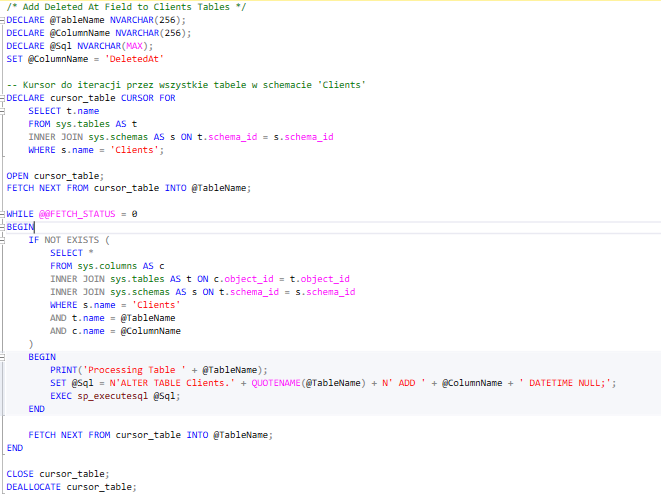 /* Add Deleted At Field to Clients Tables */
DECLARE @TableName NVARCHAR(256);
DECLARE @ColumnName NVARCHAR(256);
DECLARE @Sql NVARCHAR(MAX);
SET @ColumnName = 'DeletedAt'

-- Kursor do iteracji przez wszystkie tabele w schemacie 'Clients'
DECLARE cursor_table CURSOR FOR
    SELECT t.name
    FROM sys.tables AS t
    INNER JOIN sys.schemas AS s ON t.schema_id = s.schema_id
    WHERE s.name = 'Clients';

OPEN cursor_table;
FETCH NEXT FROM cursor_table INTO @TableName;

WHILE @@FETCH_STATUS = 0
BEGIN
    IF NOT EXISTS (
        SELECT *
        FROM sys.columns AS c
        INNER JOIN sys.tables AS t ON c.object_id = t.object_id
        INNER JOIN sys.schemas AS s ON t.schema_id = s.schema_id
        WHERE s.name = 'Clients'
        AND t.name = @TableName
        AND c.name = @ColumnName
    )
    BEGIN
        PRINT('Processing Table ' + @TableName);
        SET @Sql = N'ALTER TABLE Clients.' + QUOTENAME(@TableName) + N' ADD ' + @ColumnName + ' DATETIME NULL;';
        EXEC sp_executesql @Sql;
    END

    FETCH NEXT FROM cursor_table INTO @TableName;
END

CLOSE cursor_table;
DEALLOCATE cursor_table;